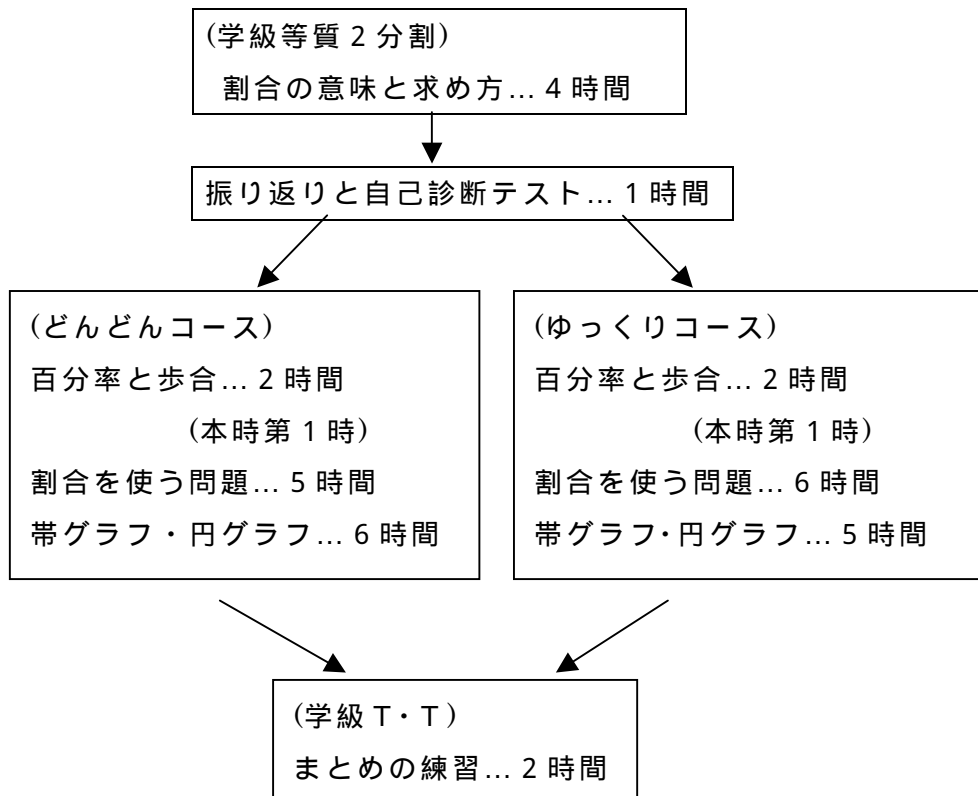 (学級等質2分割)
割合の意味と求め方…4時間
振り返りと自己診断テスト…1時間
(どんどんコース)
百分率と歩合…2時間
(本時第1時)
割合を使う問題…5時間
帯グラフ・円グラフ…6時間
(ゆっくりコース)
百分率と歩合…2時間
(本時第1時)
割合を使う問題…6時間
帯グラフ・円グラフ…5時間
(学級T・T)
まとめの練習…2時間